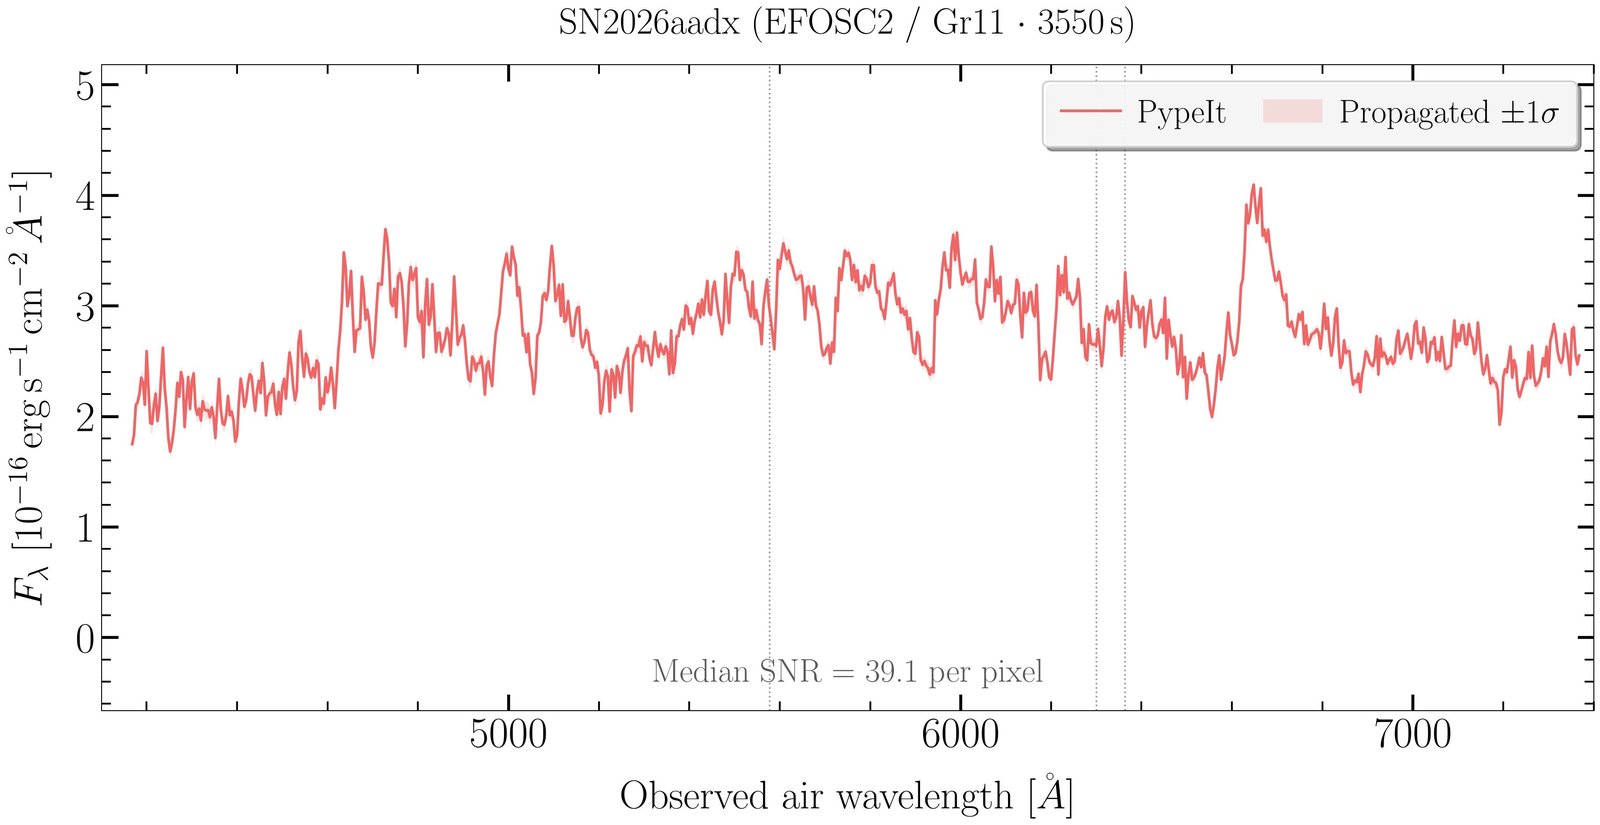 SN2026aadx (EFOSC2 / Gr11 · 3550 s)
PypeIt
Propagated ±1σ
5
4
3
2
1
0
F_λ [10⁻¹⁶ erg s⁻¹ cm⁻² Å⁻¹]
Median SNR = 39.1 per pixel
5000 6000 7000
Observed air wavelength [Å]